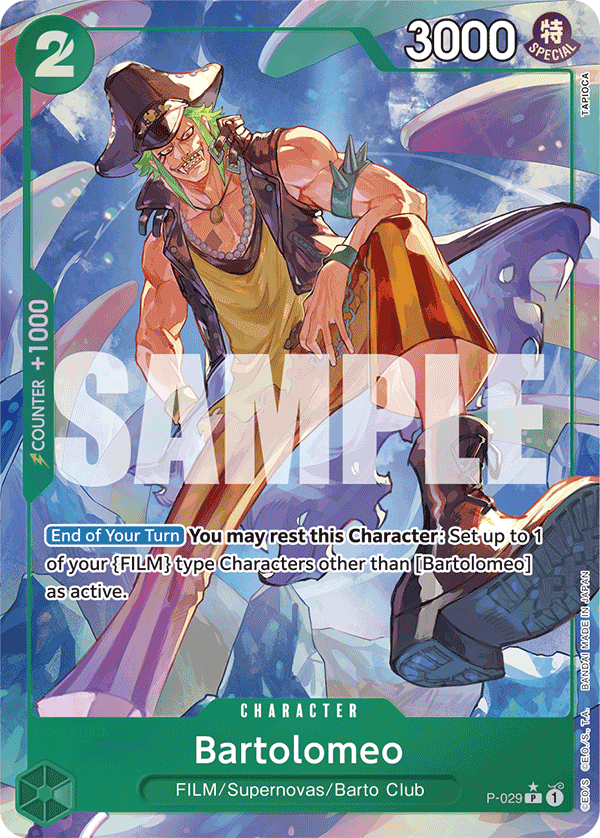 2
3000
特
SPECIAL
TAPIOCA
COUNTER +1000
SAMPLE
End of Your Turn You may rest this Character: Set up to 1
of your {FILM} type Characters other than [Bartolomeo]
as active.
©ED/S ©E.O./S., T.A. BANDAI MADE IN JAPAN
CHARACTER
Bartolomeo
FILM/Supernovas/Barto Club
P-029 P 1